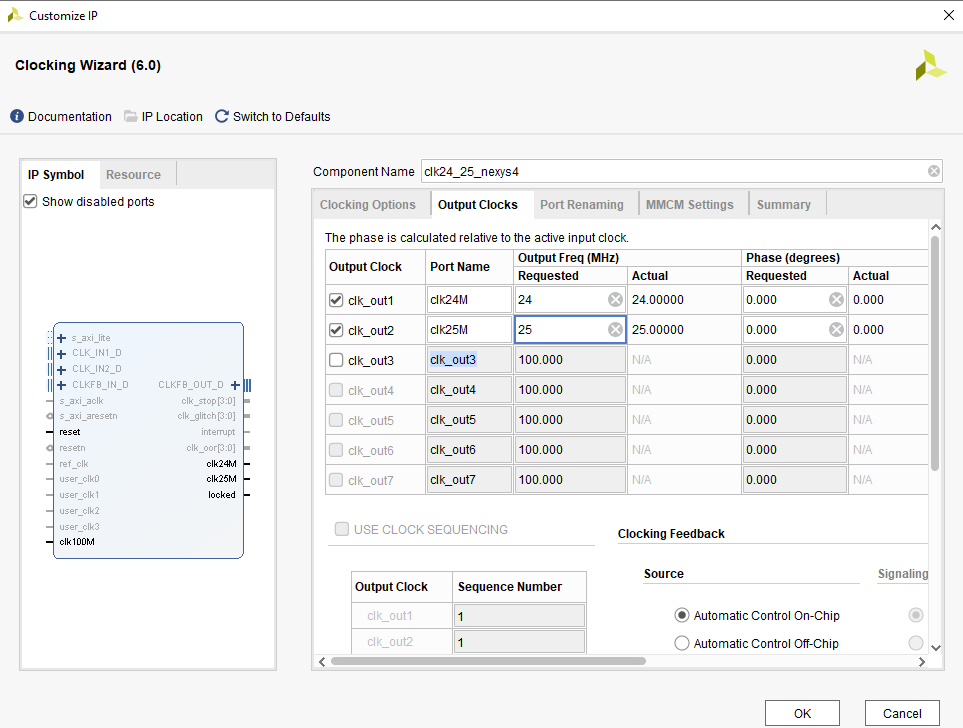 Customize IP
Clocking Wizard (6.0)
Documentation IP Location Switch to Defaults
IP Symbol Resource
Show disabled ports
s_axi_lite
CLK_IN1_D
CLK_IN2_D
CLKFB_IN_D CLKFB_OUT_D
s_axi_aclk clk_stop[3:0]
s_axi_aresetn clk_glitch[3:0]
reset interrupt
resetn clk_oor[3:0]
ref_clk clk24M
user_clk0 clk25M
user_clk1 locked
user_clk2
user_clk3
clk100M
Component Name clk24_25_nexys4
Clocking Options Output Clocks Port Renaming MMCM Settings Summary
The phase is calculated relative to the active input clock.
Output Clock Port Name Output Freq (MHz) Phase (degrees)
Requested Actual Requested Actual
clk_out1 clk24M 24 24.00000 0.000 0.000
clk_out2 clk25M 25 25.00000 0.000 0.000
clk_out3 clk_out3 100.000 N/A 0.000 N/A
clk_out4 clk_out4 100.000 N/A 0.000 N/A
clk_out5 clk_out5 100.000 N/A 0.000 N/A
clk_out6 clk_out6 100.000 N/A 0.000 N/A
clk_out7 clk_out7 100.000 N/A 0.000 N/A
USE CLOCK SEQUENCING
Output Clock Sequence Number
clk_out1 1
clk_out2 1
Clocking Feedback
Source Signaling
Automatic Control On-Chip
Automatic Control Off-Chip
OK Cancel